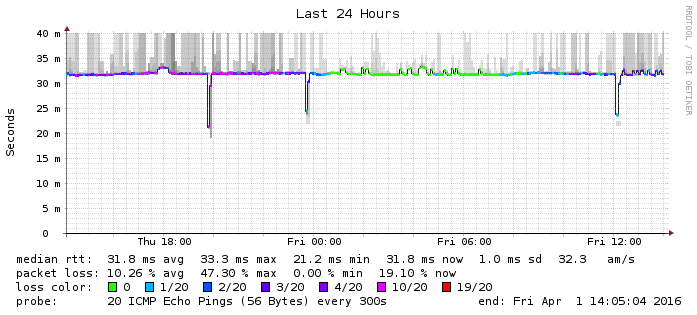 Last 24 Hours
RRDTOOL / TOBI OETIKER
Seconds
40 m
35 m
30 m
25 m
20 m
15 m
10 m
5 m
0
Thu 18:00 Fri 00:00 Fri 06:00 Fri 12:00
median rtt: 31.8 ms avg 33.3 ms max 21.2 ms min 31.8 ms now 1.0 ms sd 32.3 am/s
packet loss: 10.26 % avg 47.30 % max 0.00 % min 19.10 % now
loss color: 0 1/20 2/20 3/20 4/20 10/20 19/20
probe: 20 ICMP Echo Pings (56 Bytes) every 300s end: Fri Apr 1 14:05:04 2016